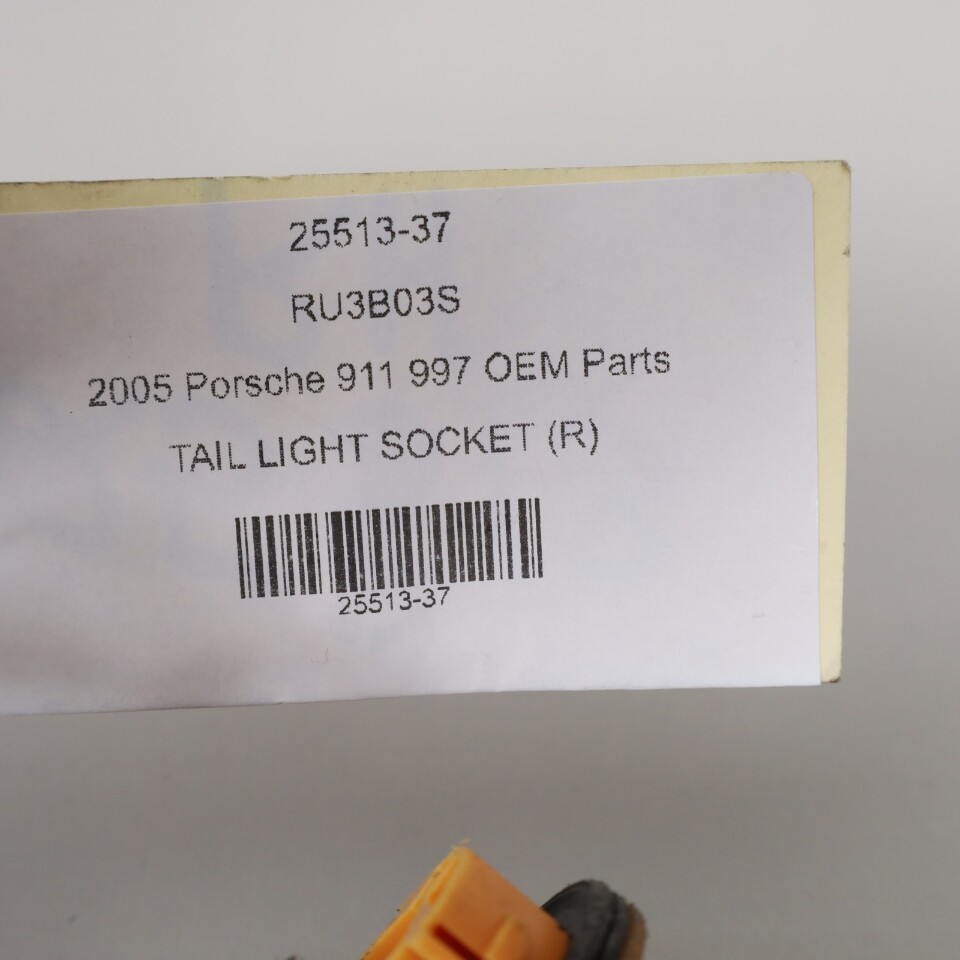 25513-37
RU3B03S
2005 Porsche 911 997 OEM Parts
TAIL LIGHT SOCKET (R)
25513-37